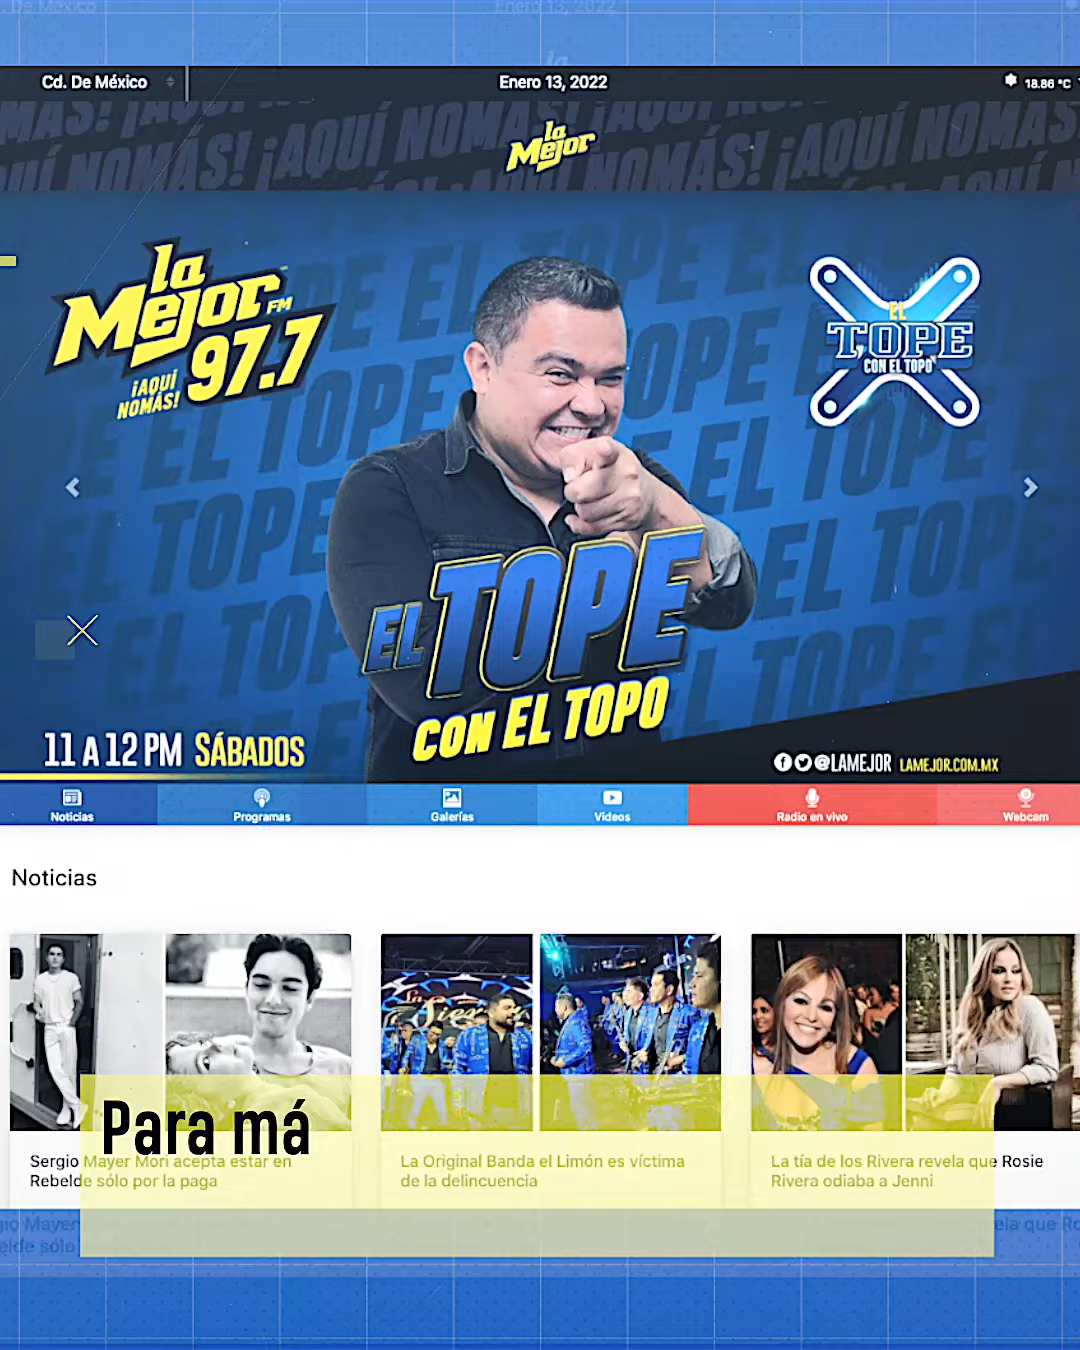 Cd. De México
Enero 13, 2022
18.86 °C
¡AQUÍ NOMÁS!
la Mejor
la Mejor FM
97.7
¡AQUÍ NOMÁS!
EL TOPE
CON EL TOPO
EL TOPE
CON EL TOPO
11 A 12 PM SÁBADOS
@LAMEJOR LAMEJOR.COM.MX
Noticias
Programas
Galerías
Videos
Radio en vivo
Webcam
Noticias
Para má
Sergio Mayer Mori acepta estar en
Rebelde sólo por la paga
La Original Banda el Limón es víctima
de la delincuencia
La tía de los Rivera revela que Rosie
Rivera odiaba a Jenni